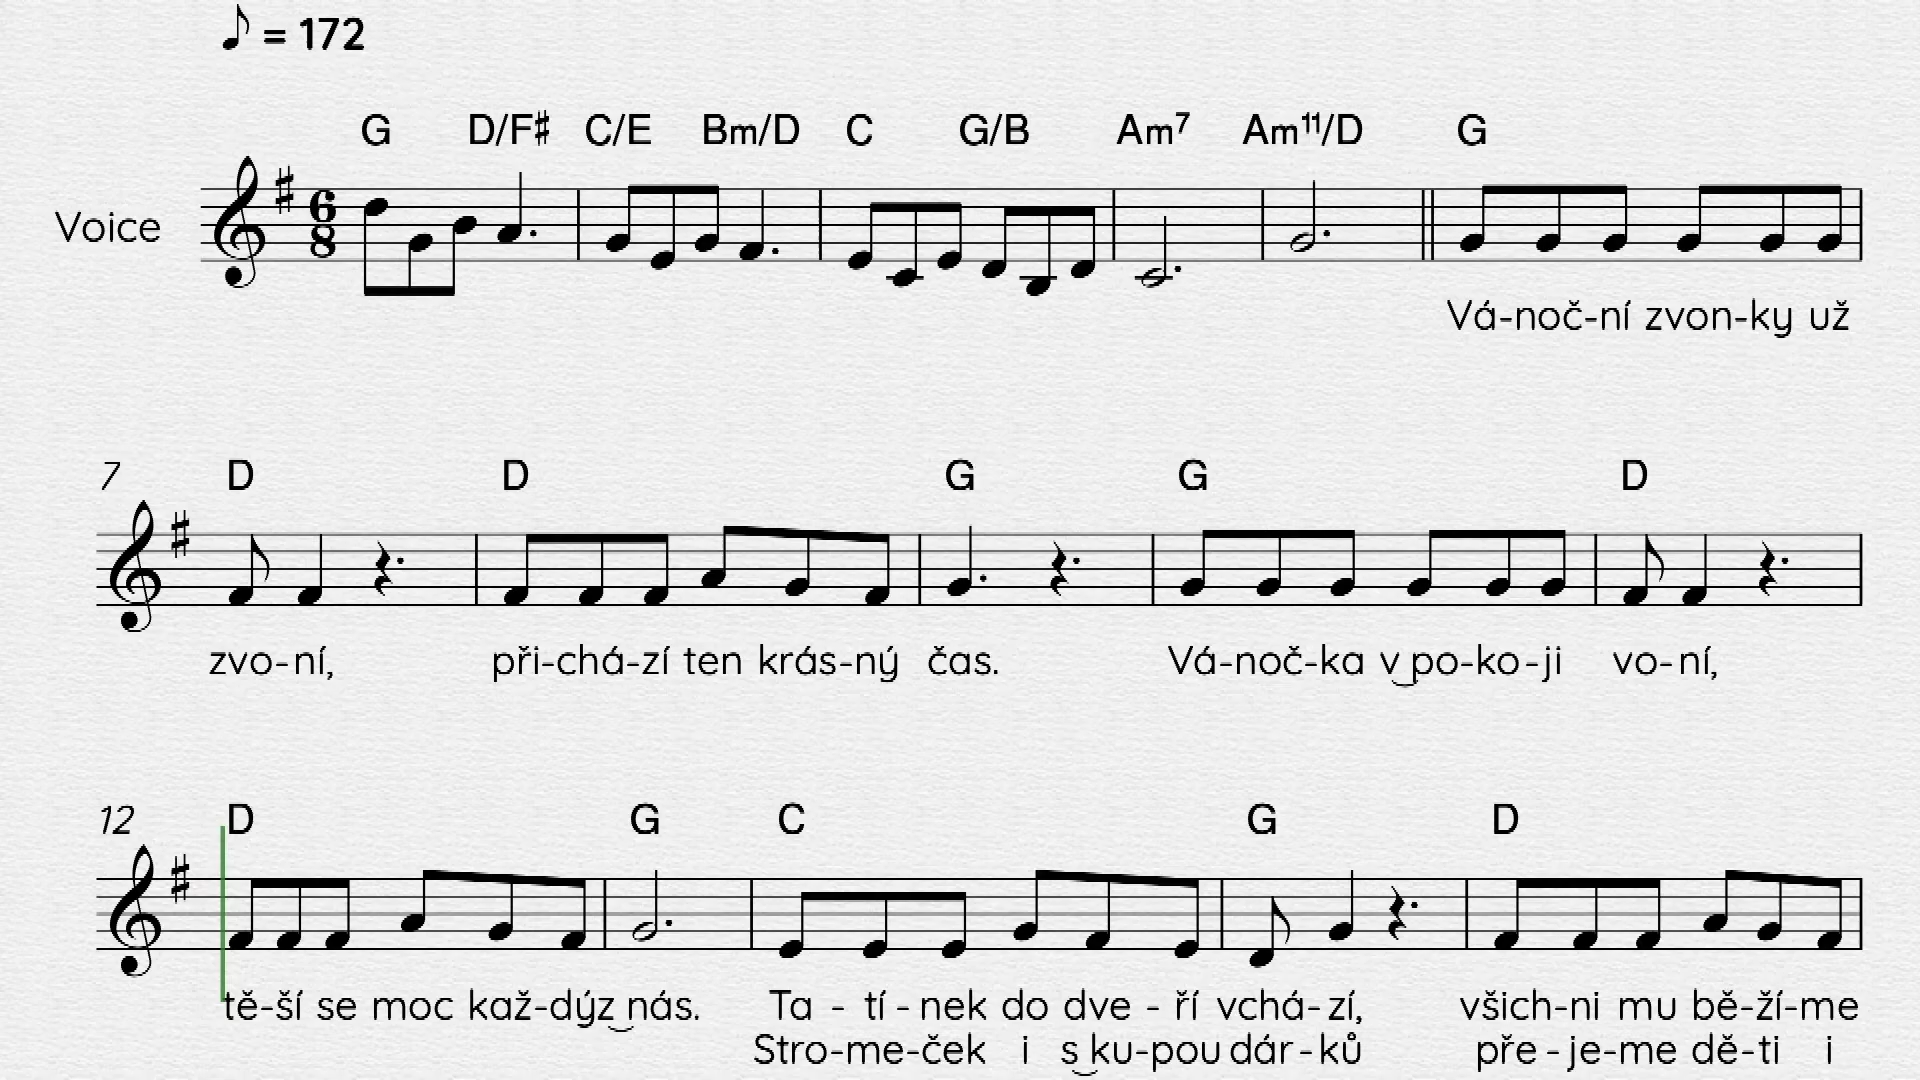 ♪ = 172
G D/F♯ C/E Bm/D C G/B Am7 Am11/D G
Voice
6
8
Vá-noč-ní zvon-ky už
7 D D G G D
zvo-ní, při-chá-zí ten krás-ný čas. Vá-noč-ka v po-ko-ji vo-ní,
12 D G C G D
tě-ší se moc kaž-dý z nás. Ta - tí - nek do dve - ří vchá-zí, všich-ni mu bě-ží-me
Stro-me-ček i s ku-pou dár-ků pře-je-me dě-ti i